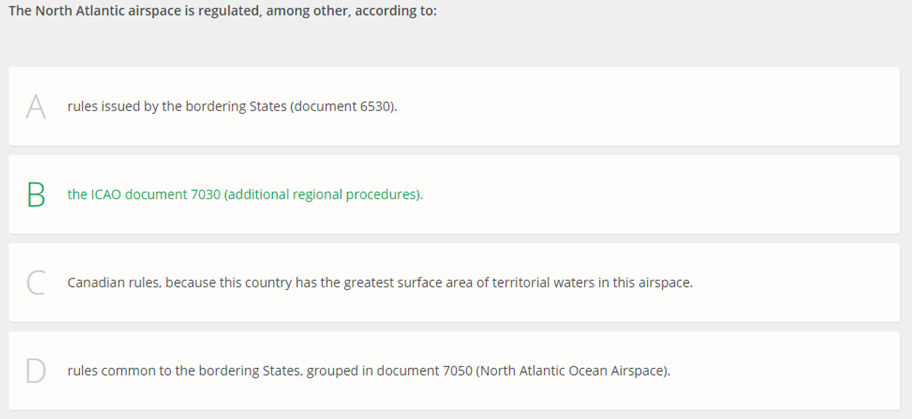 The North Atlantic airspace is regulated, among other, according to:
A rules issued by the bordering States (document 6530).
B the ICAO document 7030 (additional regional procedures).
C Canadian rules, because this country has the greatest surface area of territorial waters in this airspace.
D rules common to the bordering States, grouped in document 7050 (North Atlantic Ocean Airspace).